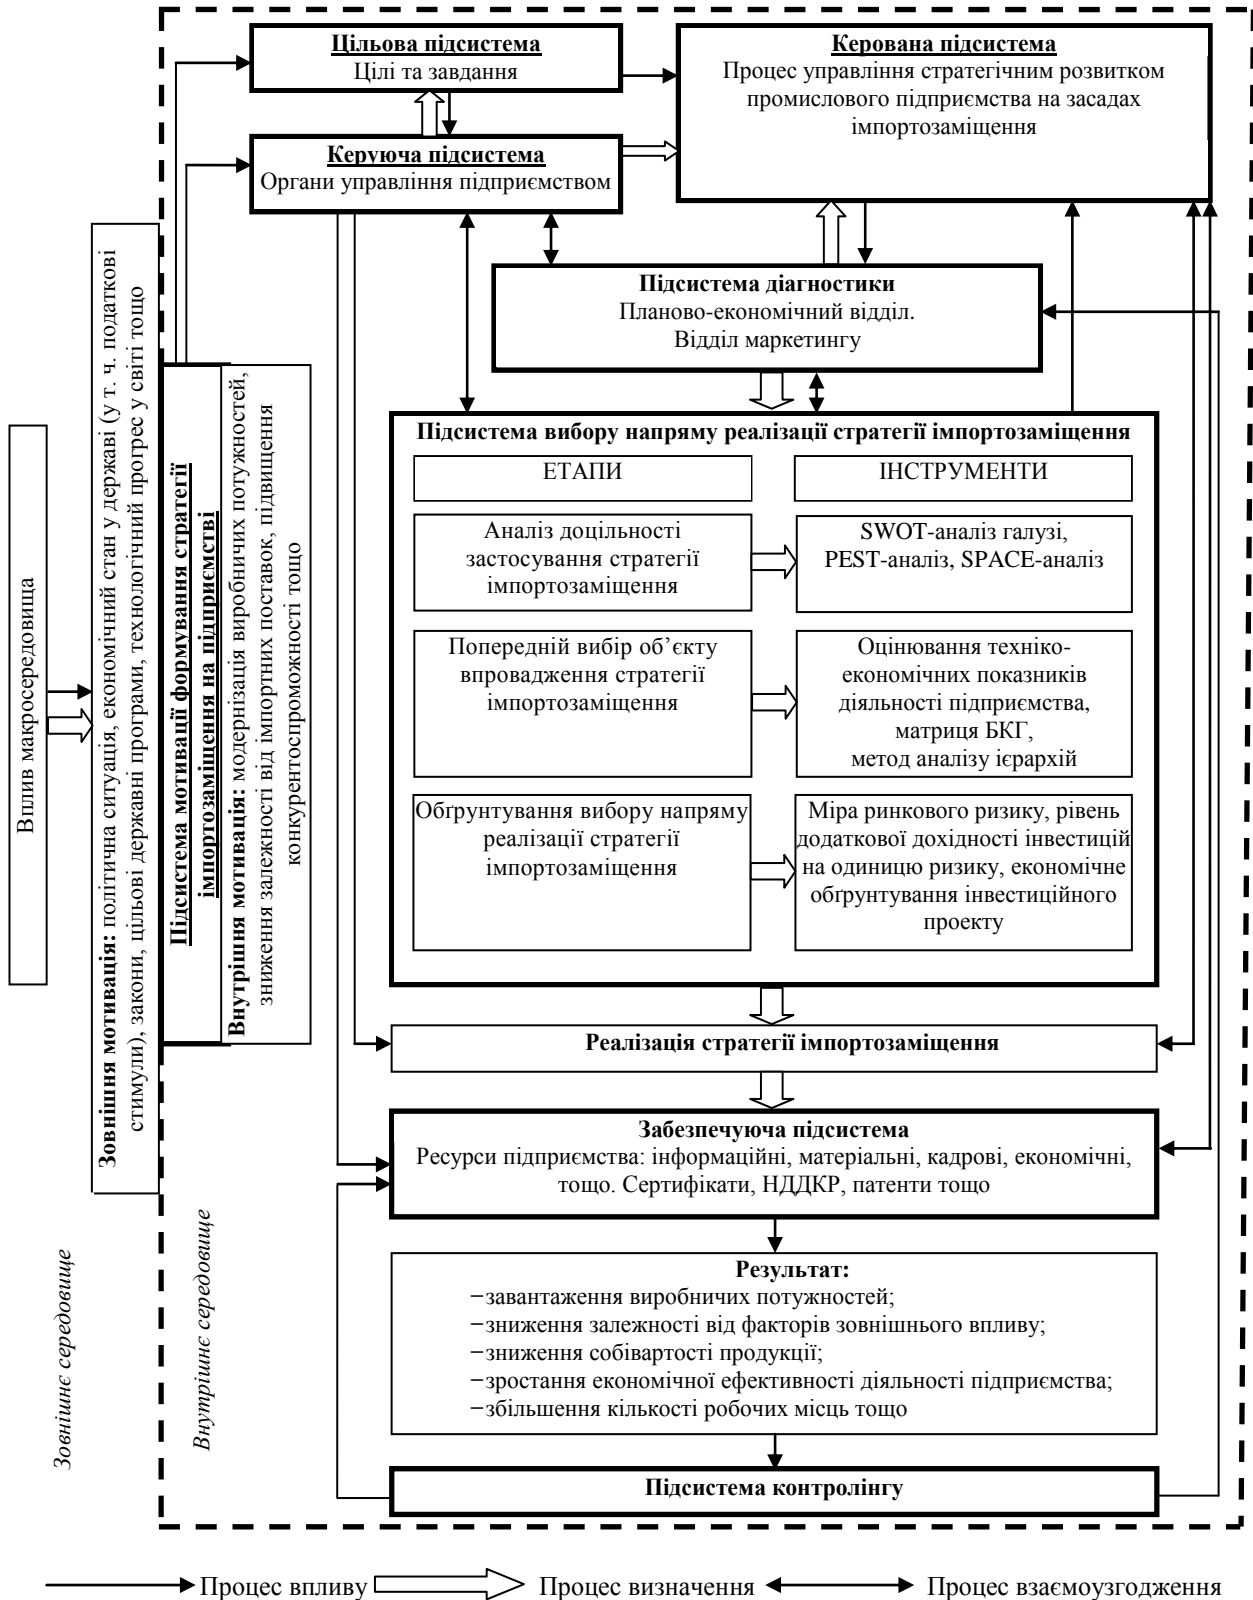 Цільова підсистема
Цілі та завдання
Керована підсистема
Процес управління стратегічним розвитком
промислового підприємства на засадах
імпортозаміщення
Керуюча підсистема
Органи управління підприємством
Підсистема діагностики
Планово-економічний відділ.
Відділ маркетингу
Вплив макросередовища
Зовнішня мотивація: політична ситуація, економічний стан у державі (у т. ч. податкові
стимули), закони, цільові державні програми, технологічний прогрес у світі тощо
Підсистема мотивації формування стратегії
імпортозаміщення на підприємстві
Внутрішня мотивація: модернізація виробничих потужностей,
зниження залежності від імпортних поставок, підвищення
конкурентоспроможності тощо
Підсистема вибору напряму реалізації стратегії імпортозаміщення
ЕТАПИ
ІНСТРУМЕНТИ
Аналіз доцільності
застосування стратегії
імпортозаміщення
SWOT-аналіз галузі,
PEST-аналіз, SPACE-аналіз
Попередній вибір об’єкту
впровадження стратегії
імпортозаміщення
Оцінювання техніко-
економічних показників
діяльності підприємства,
матриця БКГ,
метод аналізу ієрархій
Обґрунтування вибору напряму
реалізації стратегії
імпортозаміщення
Міра ринкового ризику, рівень
додаткової дохідності інвестицій
на одиницю ризику, економічне
обґрунтування інвестиційного
проекту
Реалізація стратегії імпортозаміщення
Забезпечуюча підсистема
Ресурси підприємства: інформаційні, матеріальні, кадрові, економічні,
тощо. Сертифікати, НДДКР, патенти тощо
Результат:
−завантаження виробничих потужностей;
−зниження залежності від факторів зовнішнього впливу;
−зниження собівартості продукції;
−зростання економічної ефективності діяльності підприємства;
−збільшення кількості робочих місць тощо
Підсистема контролінгу
Зовнішнє середовище
Внутрішнє середовище
Процес впливу
Процес визначення
Процес взаємоузгодження